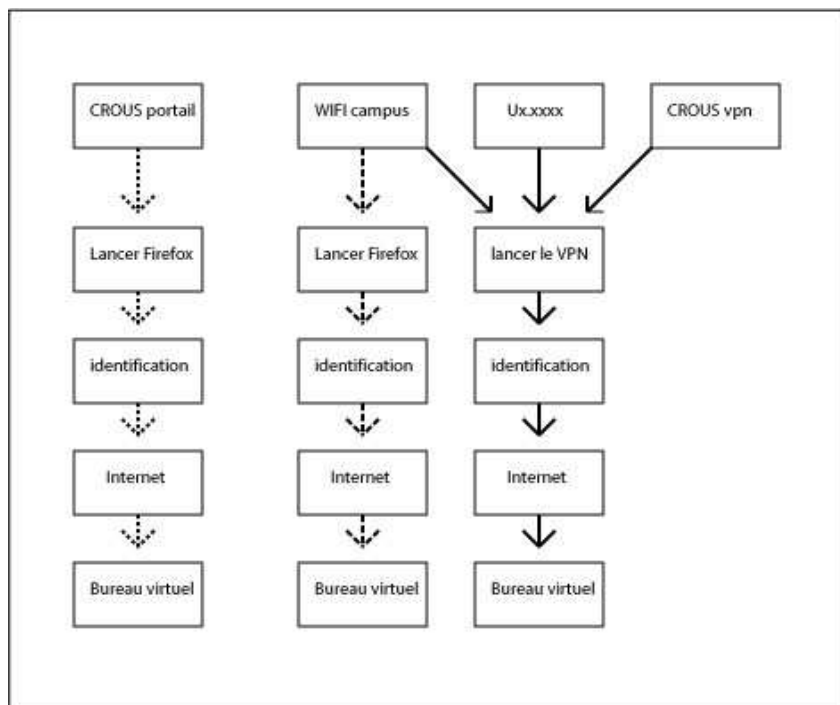 CROUS portail
WIFI campus
Ux.xxxx
CROUS vpn
Lancer Firefox
Lancer Firefox
lancer le VPN
identification
identification
identification
Internet
Internet
Internet
Bureau virtuel
Bureau virtuel
Bureau virtuel